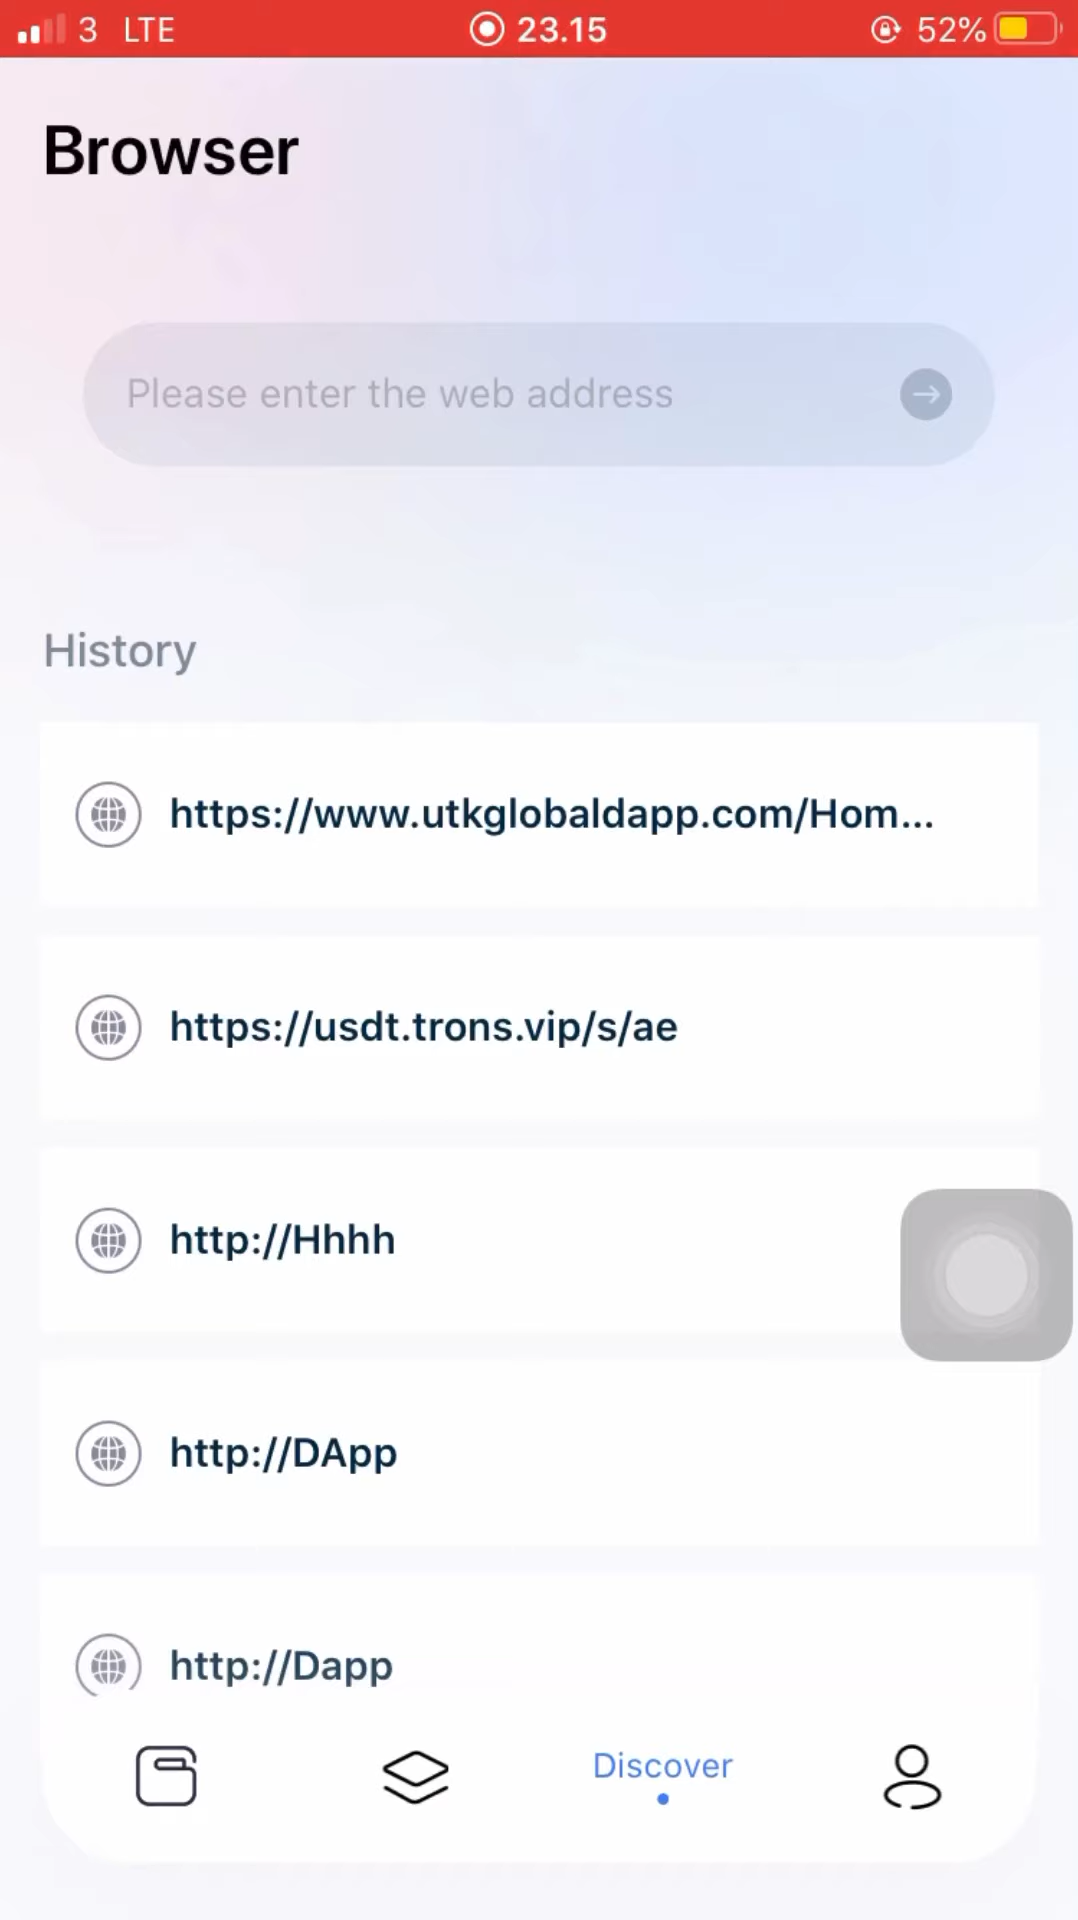 3 LTE 23.15 52%
Browser
Please enter the web address
History
https://www.utkglobaldapp.com/Hom...
https://usdt.trons.vip/s/ae
http://Hhhh
http://DApp
http://Dapp
Discover